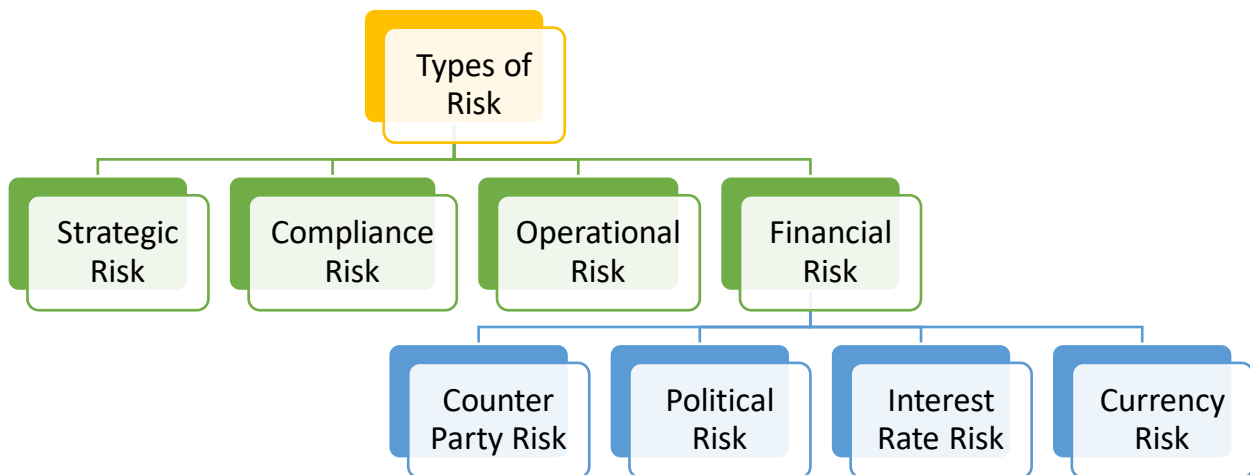 Types of
Risk
Strategic
Risk
Compliance
Risk
Operational
Risk
Financial
Risk
Counter
Party Risk
Political
Risk
Interest
Rate Risk
Currency
Risk